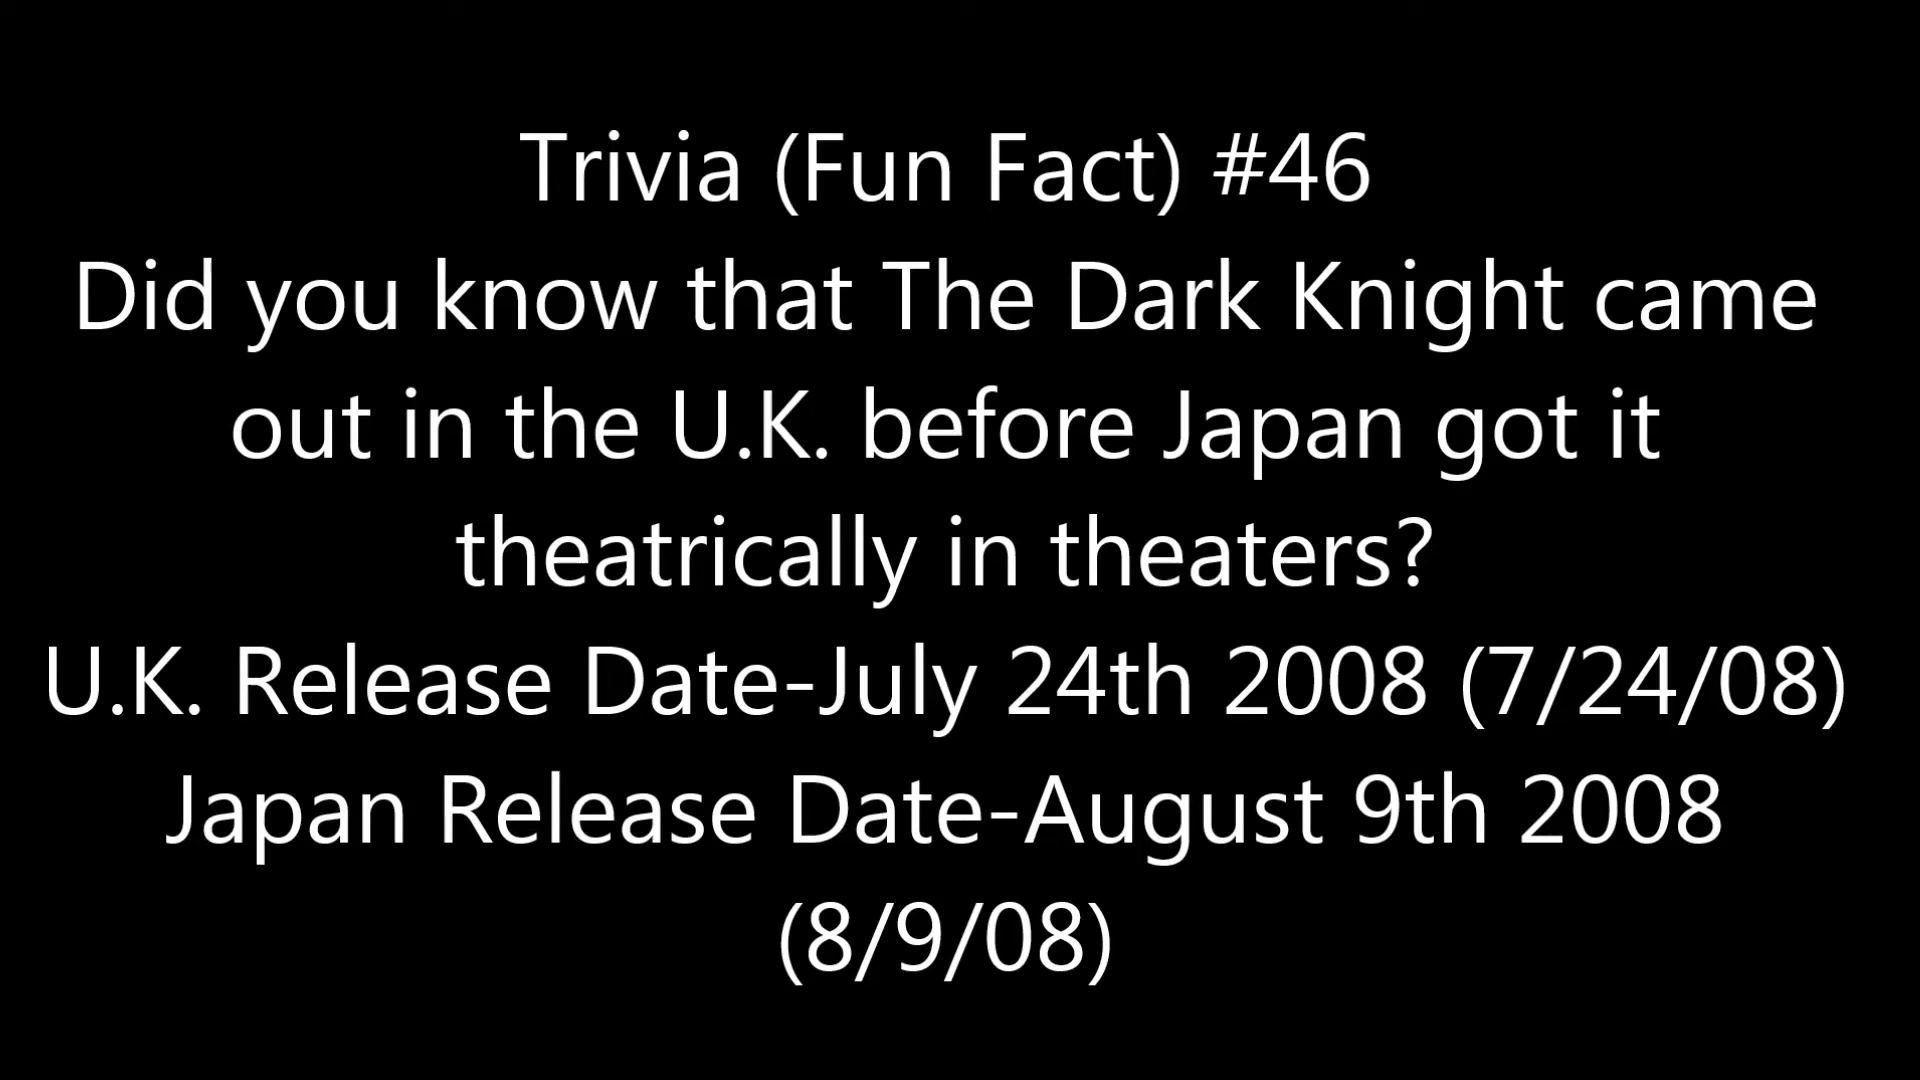 Trivia (Fun Fact) #46
Did you know that The Dark Knight came
out in the U.K. before Japan got it
theatrically in theaters?
U.K. Release Date-July 24th 2008 (7/24/08)
Japan Release Date-August 9th 2008
(8/9/08)